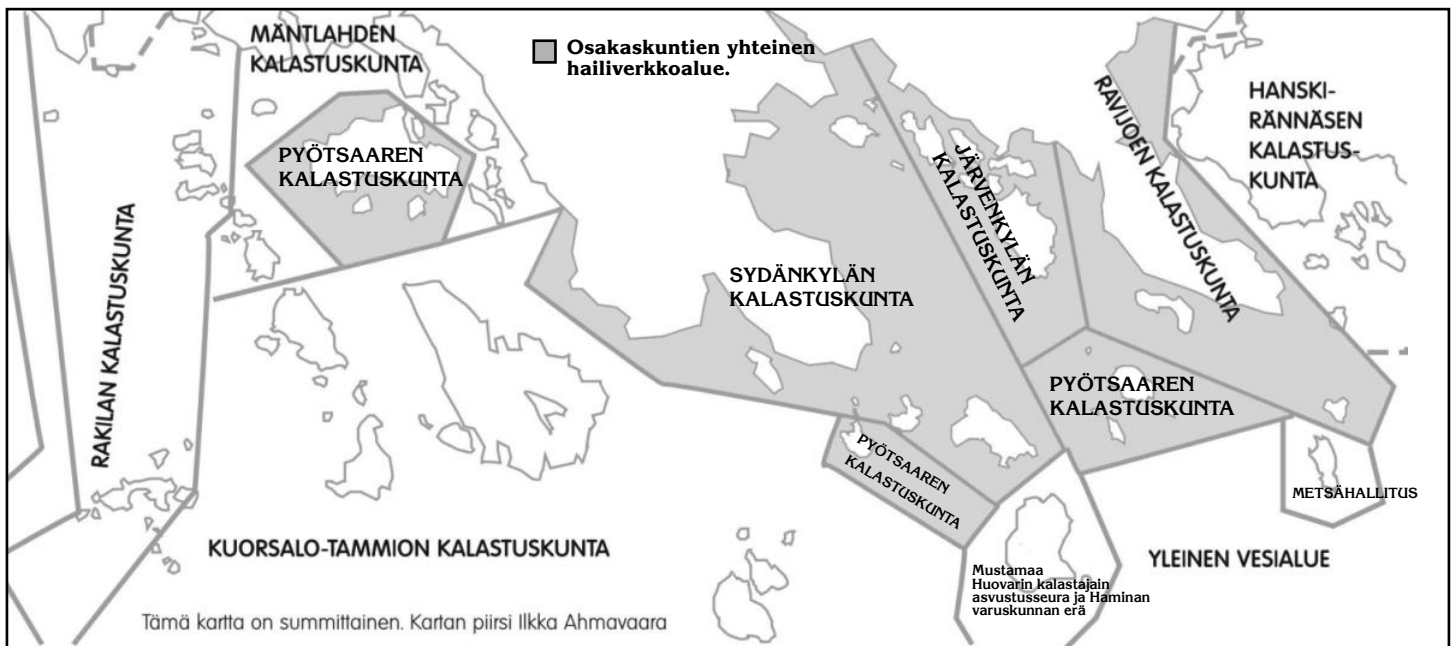 MÄNTLAHDEN
KALASTUSKUNTA
Osakaskuntien yhteinen
hailiverkkoalue.
HANSKI-
RÄNNÄSEN
KALASTUS-
KUNTA
RAVIJOEN KALASTUSKUNTA
JÄRVENKYLÄN
KALASTUSKUNTA
PYÖTSAAREN
KALASTUSKUNTA
RAKILAN KALASTUSKUNTA
SYDÄNKYLÄN
KALASTUSKUNTA
PYÖTSAAREN
KALASTUSKUNTA
PYÖTSAAREN
KALASTUSKUNTA
METSÄHALLITUS
KUORSALO-TAMMION KALASTUSKUNTA
YLEINEN VESIALUE
Mustamaa
Huovarin kalastajain
asvustusseura ja Haminan
varuskunnan erä
Tämä kartta on summittainen. Kartan piirsi Ilkka Ahmavaara